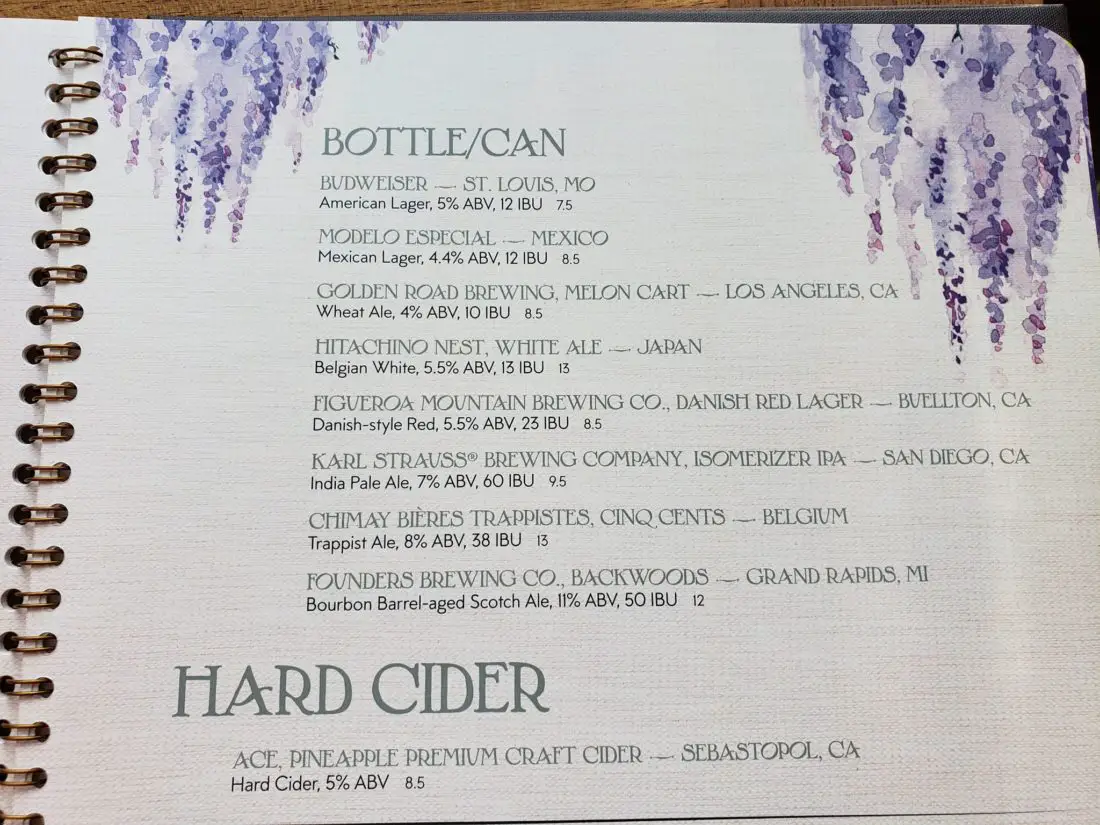 BOTTLE/CAN
BUDWEISER — ST. LOUIS, MO
American Lager, 5% ABV, 12 IBU 7.5
MODELO ESPECIAL — MEXICO
Mexican Lager, 4.4% ABV, 12 IBU 8.5
GOLDEN ROAD BREWING, MELON CART — LOS ANGELES, CA
Wheat Ale, 4% ABV, 10 IBU 8.5
HITACHINO NEST, WHITE ALE — JAPAN
Belgian White, 5.5% ABV, 13 IBU 13
FIGUEROA MOUNTAIN BREWING CO., DANISH RED LAGER — BUELLTON, CA
Danish-style Red, 5.5% ABV, 23 IBU 8.5
KARL STRAUSS® BREWING COMPANY, ISOMERIZER IPA — SAN DIEGO, CA
India Pale Ale, 7% ABV, 60 IBU 9.5
CHIMAY BIÈRES TRAPPISTES, CINQ CENTS — BELGIUM
Trappist Ale, 8% ABV, 38 IBU 13
FOUNDERS BREWING CO., BACKWOODS — GRAND RAPIDS, MI
Bourbon Barrel-aged Scotch Ale, 11% ABV, 50 IBU 12
HARD CIDER
ACE, PINEAPPLE PREMIUM CRAFT CIDER — SEBASTOPOL, CA
Hard Cider, 5% ABV 8.5